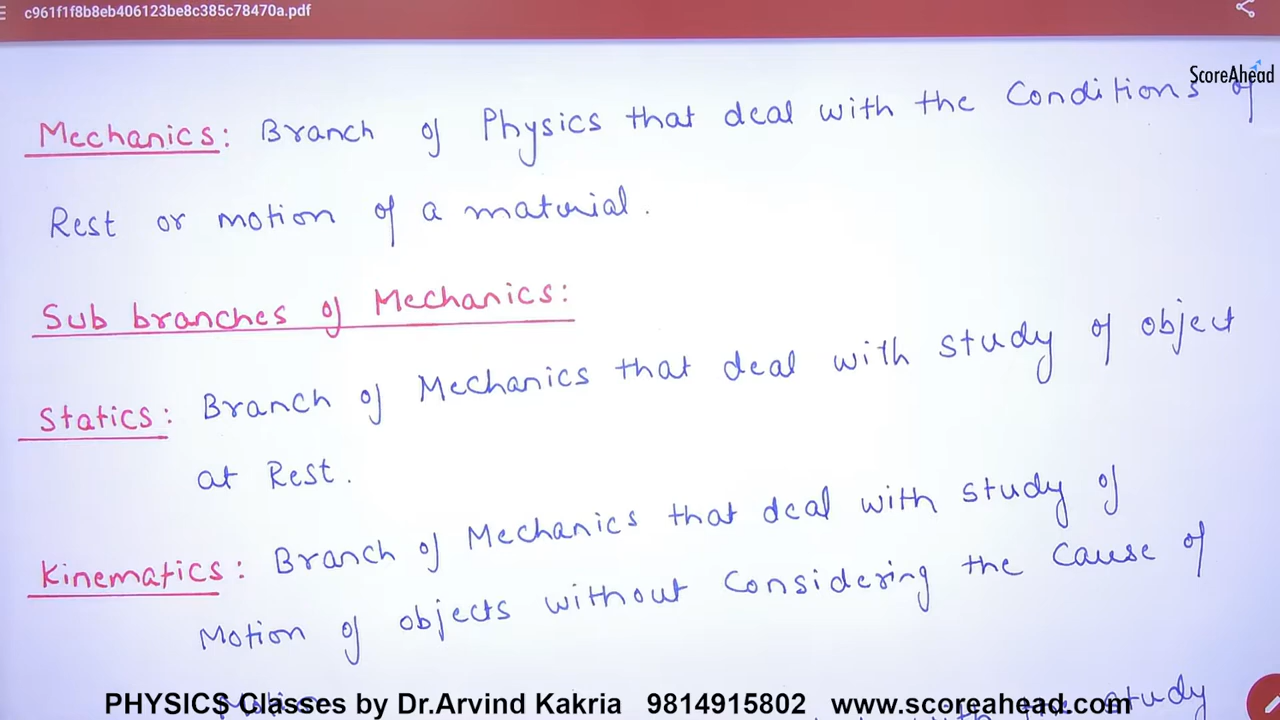 c961f1f8b8eb406123be8c385c78470a.pdf
ScoreAhead
Mechanics: Branch of Physics that deal with the Conditions of
Rest or motion of a material.
Sub branches of Mechanics:
Statics: Branch of Mechanics that deal with study of object
at Rest.
Kinematics: Branch of Mechanics that deal with study of
Motion of objects without Considering the Cause of
study
PHYSICS Classes by Dr.Arvind Kakria 9814915802 www.scoreahead.com